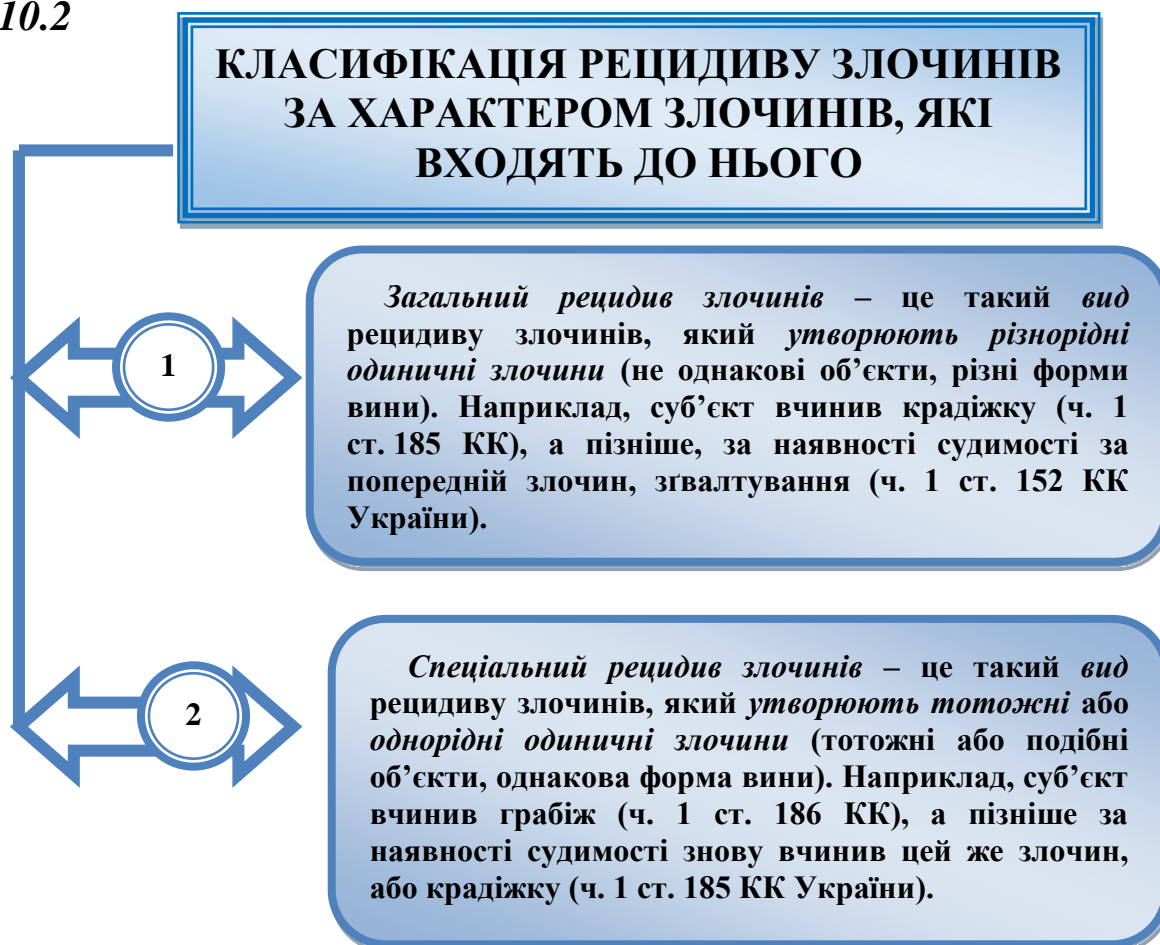 10.2
КЛАСИФІКАЦІЯ РЕЦИДИВУ ЗЛОЧИНІВ
ЗА ХАРАКТЕРОМ ЗЛОЧИНІВ, ЯКІ
ВХОДЯТЬ ДО НЬОГО
1
Загальний рецидив злочинів – це такий вид
рецидиву злочинів, який утворюють різнорідні
одиничні злочини (не однакові об’єкти, різні форми
вини). Наприклад, суб’єкт вчинив крадіжку (ч. 1
ст. 185 КК), а пізніше, за наявності судимості за
попередній злочин, зґвалтування (ч. 1 ст. 152 КК
України).
2
Спеціальний рецидив злочинів – це такий вид
рецидиву злочинів, який утворюють тотожні або
однорідні одиничні злочини (тотожні або подібні
об’єкти, однакова форма вини). Наприклад, суб’єкт
вчинив грабіж (ч. 1 ст. 186 КК), а пізніше за
наявності судимості знову вчинив цей же злочин,
або крадіжку (ч. 1 ст. 185 КК України).